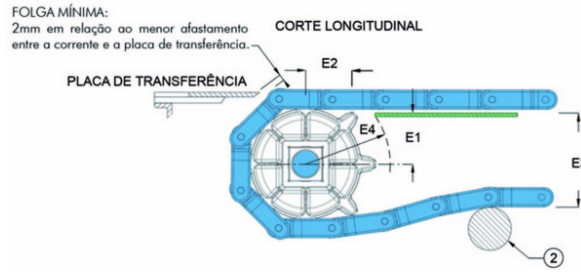 FOLGA MÍNIMA:
2mm em relação ao menor afastamento
entre a corrente e a placa de transferência.
CORTE LONGITUDINAL
PLACA DE TRANSFERÊNCIA
E2
E4
E1
2